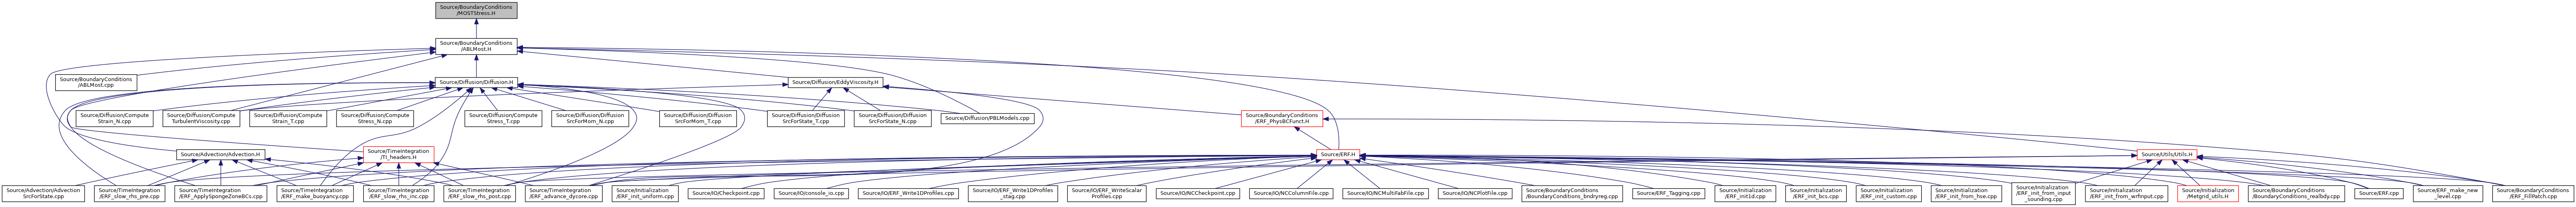 Source/BoundaryConditions
/MOSTStress.H
Source/BoundaryConditions
/ABLMost.H
Source/BoundaryConditions
/ABLMost.cpp
Source/Diffusion/Diffusion.H
Source/Diffusion/EddyViscosity.H
Source/Diffusion/Compute
Strain_N.cpp
Source/Diffusion/Compute
TurbulentViscosity.cpp
Source/Diffusion/Compute
Strain_T.cpp
Source/Diffusion/Compute
Stress_N.cpp
Source/Diffusion/Compute
Stress_T.cpp
Source/Diffusion/Diffusion
SrcForMom_N.cpp
Source/Diffusion/Diffusion
SrcForMom_T.cpp
Source/Diffusion/Diffusion
SrcForState_T.cpp
Source/Diffusion/Diffusion
SrcForState_N.cpp
Source/Diffusion/PBLModels.cpp
Source/BoundaryConditions
/ERF_PhysBCFunct.H
Source/Advection/Advection.H
Source/TimeIntegration
/TI_headers.H
Source/ERF.H
Source/Utils/Utils.H
Source/Advection/Advection
SrcForState.cpp
Source/TimeIntegration
/ERF_slow_rhs_pre.cpp
Source/TimeIntegration
/ERF_ApplySpongeZoneBCs.cpp
Source/TimeIntegration
/ERF_make_buoyancy.cpp
Source/TimeIntegration
/ERF_slow_rhs_inc.cpp
Source/TimeIntegration
/ERF_slow_rhs_post.cpp
Source/TimeIntegration
/ERF_advance_dycore.cpp
Source/Initialization
/ERF_init_uniform.cpp
Source/IO/Checkpoint.cpp
Source/IO/console_io.cpp
Source/IO/ERF_Write1DProfiles.cpp
Source/IO/ERF_Write1DProfiles
_stag.cpp
Source/IO/ERF_WriteScalar
Profiles.cpp
Source/IO/NCCheckpoint.cpp
Source/IO/NCColumnFile.cpp
Source/IO/NCMultiFabFile.cpp
Source/IO/NCPlotFile.cpp
Source/BoundaryConditions
/BoundaryConditions_bndryreg.cpp
Source/ERF_Tagging.cpp
Source/Initialization
/ERF_init1d.cpp
Source/Initialization
/ERF_init_bcs.cpp
Source/Initialization
/ERF_init_custom.cpp
Source/Initialization
/ERF_init_from_hse.cpp
Source/Initialization
/ERF_init_from_input
_sounding.cpp
Source/Initialization
/ERF_init_from_wrfinput.cpp
Source/Initialization
/Metgrid_utils.H
Source/BoundaryConditions
/BoundaryConditions_realbdy.cpp
Source/ERF.cpp
Source/ERF_make_new
_level.cpp
Source/BoundaryConditions
/ERF_FillPatch.cpp